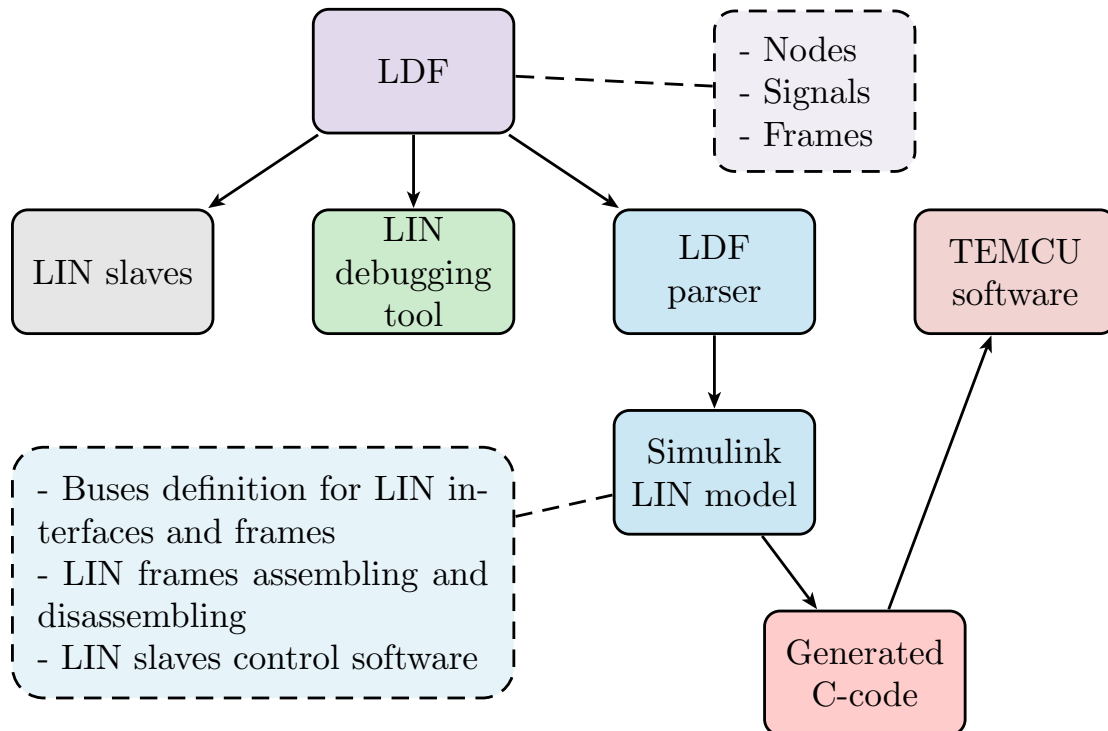 LDF
- Nodes
- Signals
- Frames
LIN slaves
LIN
debugging
tool
LDF
parser
TEMCU
software
Simulink
LIN model
- Buses definition for LIN in-
terfaces and frames
- LIN frames assembling and
disassembling
- LIN slaves control software
Generated
C-code